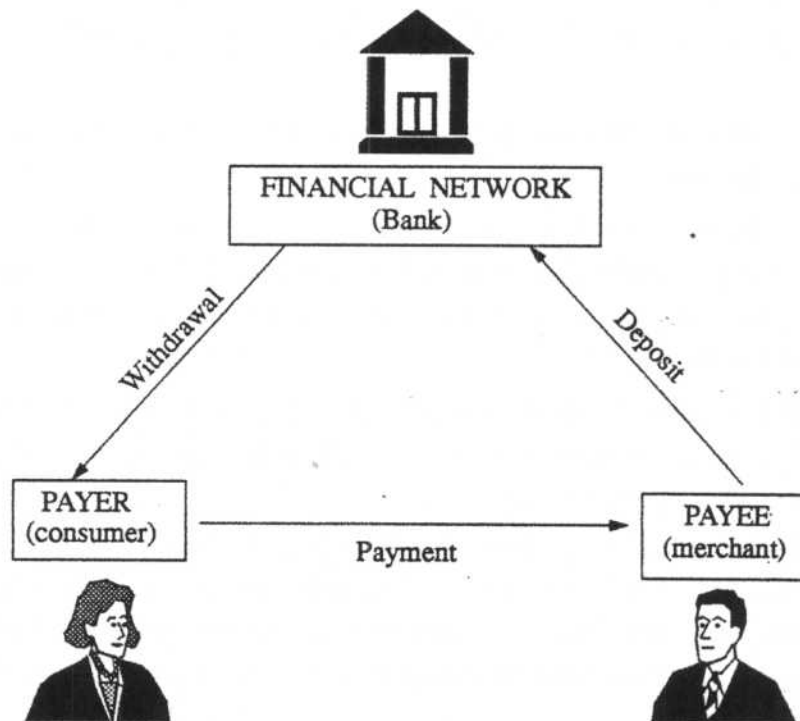 FINANCIAL NETWORK
(Bank)
Withdrawal
Deposit
PAYER
(consumer)
Payment
PAYEE
(merchant)